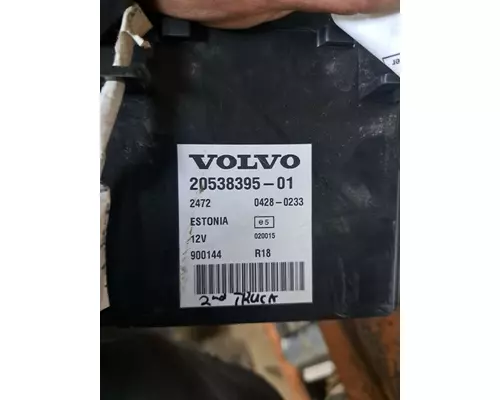 VOLVO
20538395-01
2472 0428-0233
ESTONIA e5
12V 020015
900144 R18
2nd TRUCK